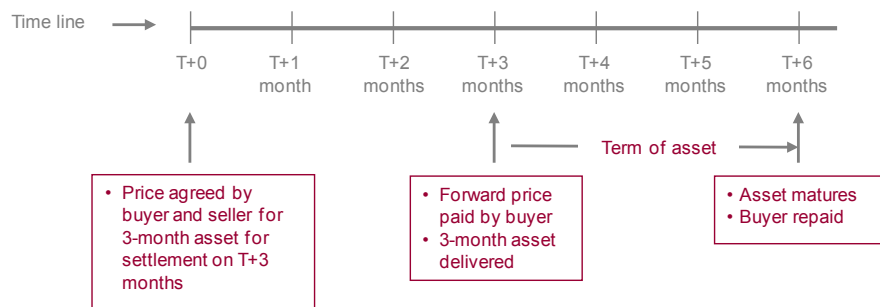 Time line
T+0
T+1
month
T+2
months
T+3
months
T+4
months
T+5
months
T+6
months
Term of asset
• Price agreed by
buyer and seller for
3-month asset for
settlement on T+3
months
• Forward price
paid by buyer
• 3-month asset
delivered
• Asset matures
• Buyer repaid